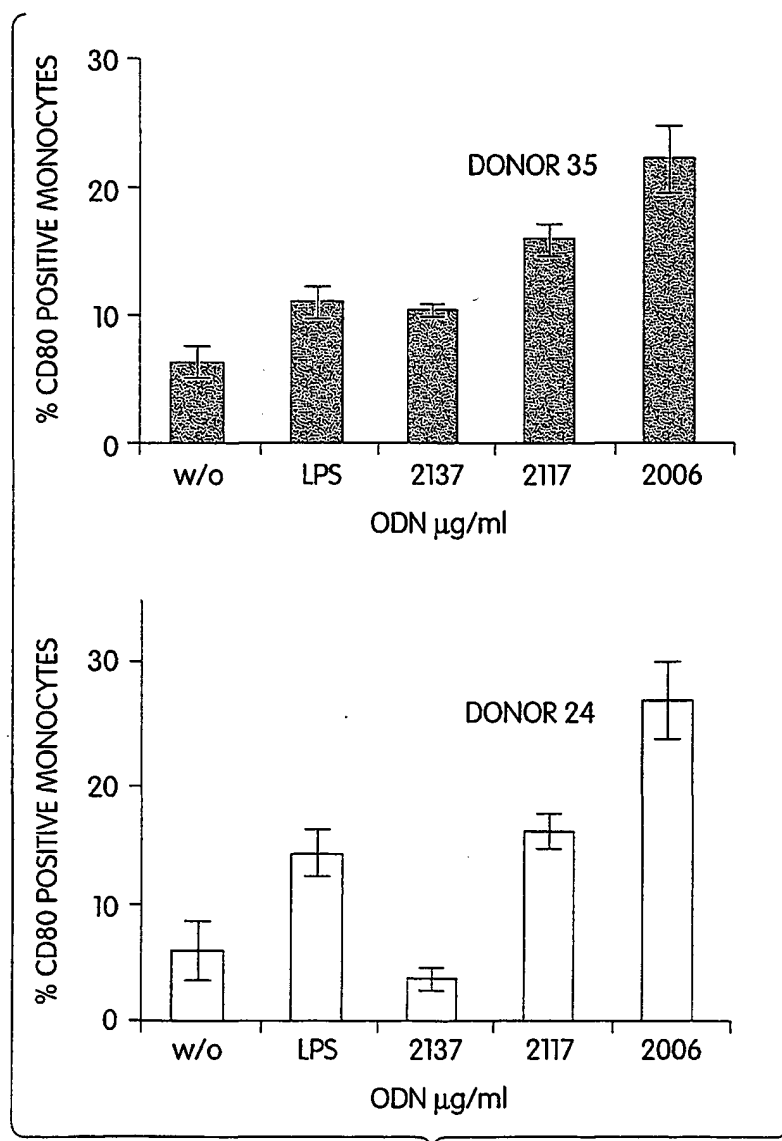 % CD80 POSITIVE MONOCYTES
30
20
10
0
DONOR 35
w/o LPS 2137 2117 2006
ODN µg/ml
% CD80 POSITIVE MONOCYTES
30
20
10
0
DONOR 24
w/o LPS 2137 2117 2006
ODN µg/ml